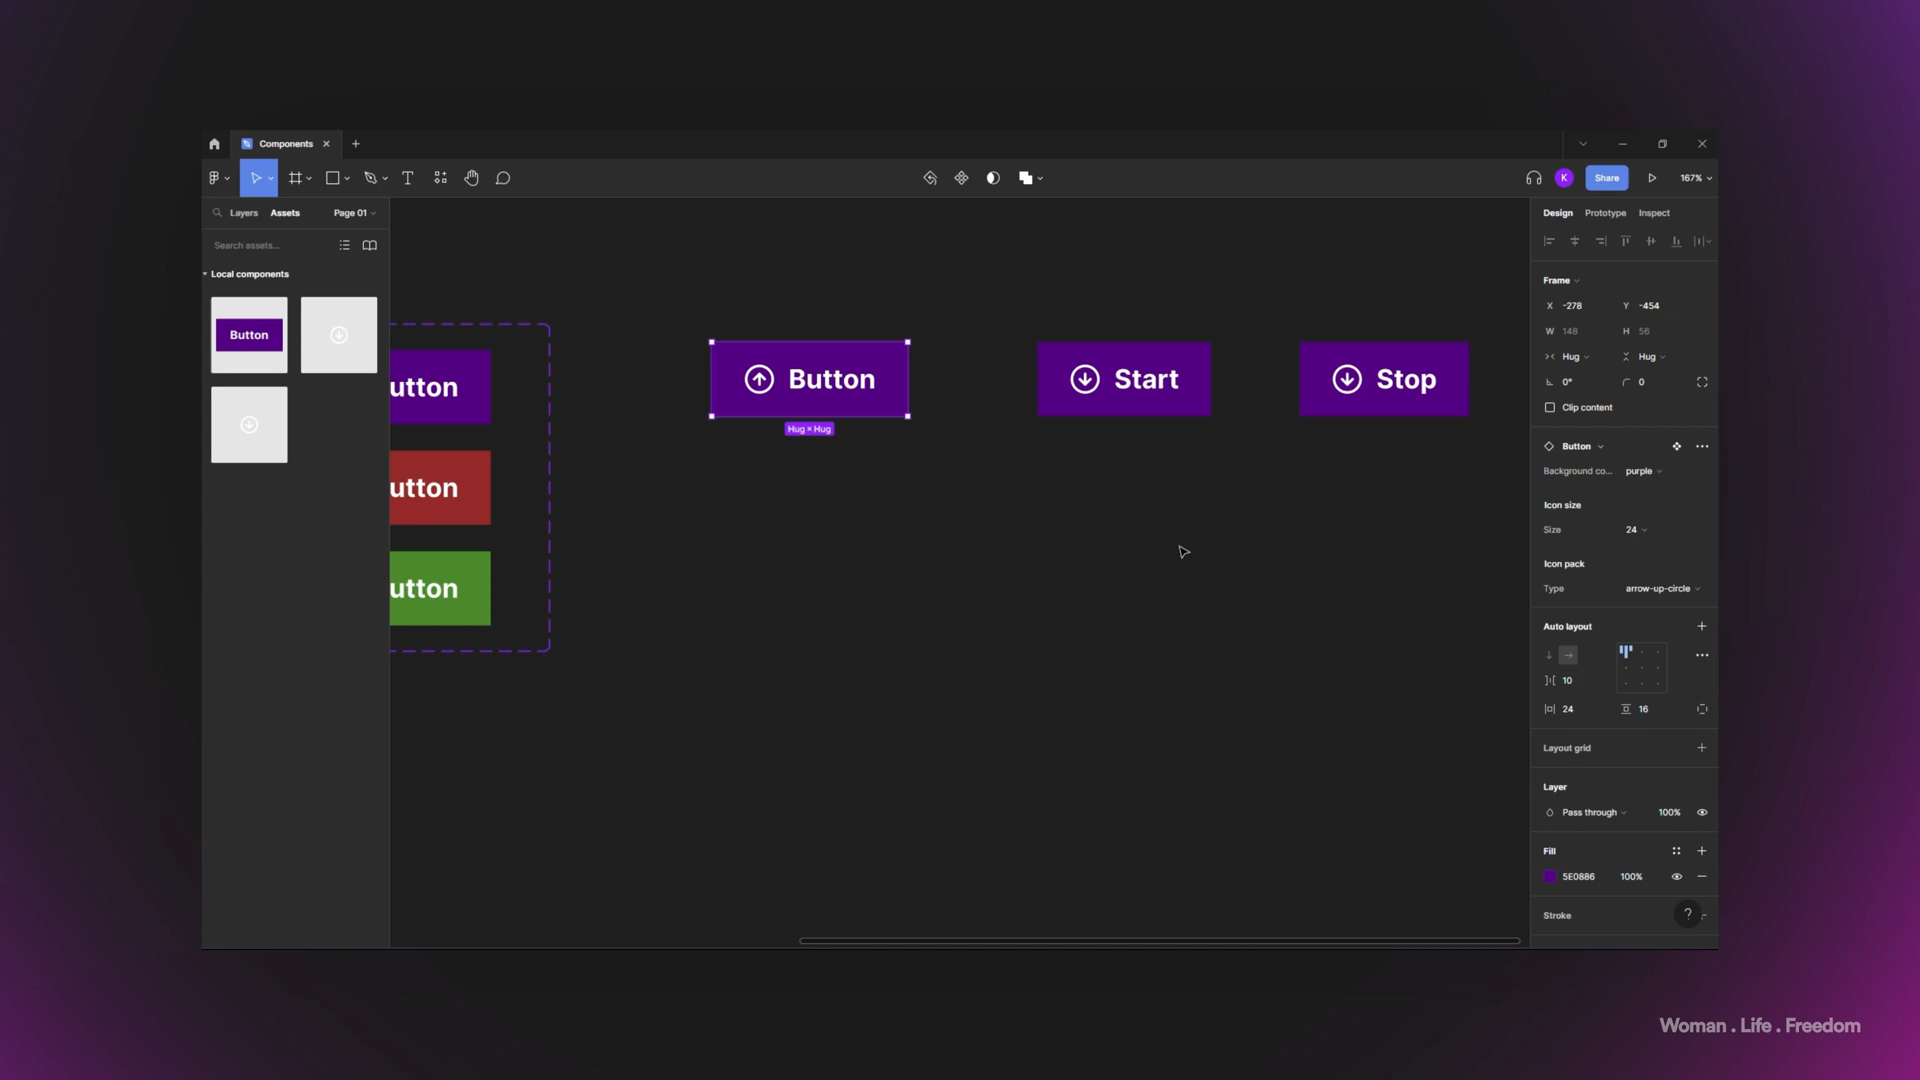 Components
K
Share
167%
Layers
Assets
Page 01
Search assets...
Local components
Button
utton
utton
utton
Button
Hug × Hug
Start
Stop
Design
Prototype
Inspect
Frame
X -278
Y -454
W 148
H 56
Hug
Hug
0°
0
Clip content
Button
Background co...
purple
Icon size
Size
24
Icon pack
Type
arrow-up-circle
Auto layout
10
24
16
Layout grid
Layer
Pass through
100%
Fill
5E0886
100%
Stroke
?
Woman . Life . Freedom